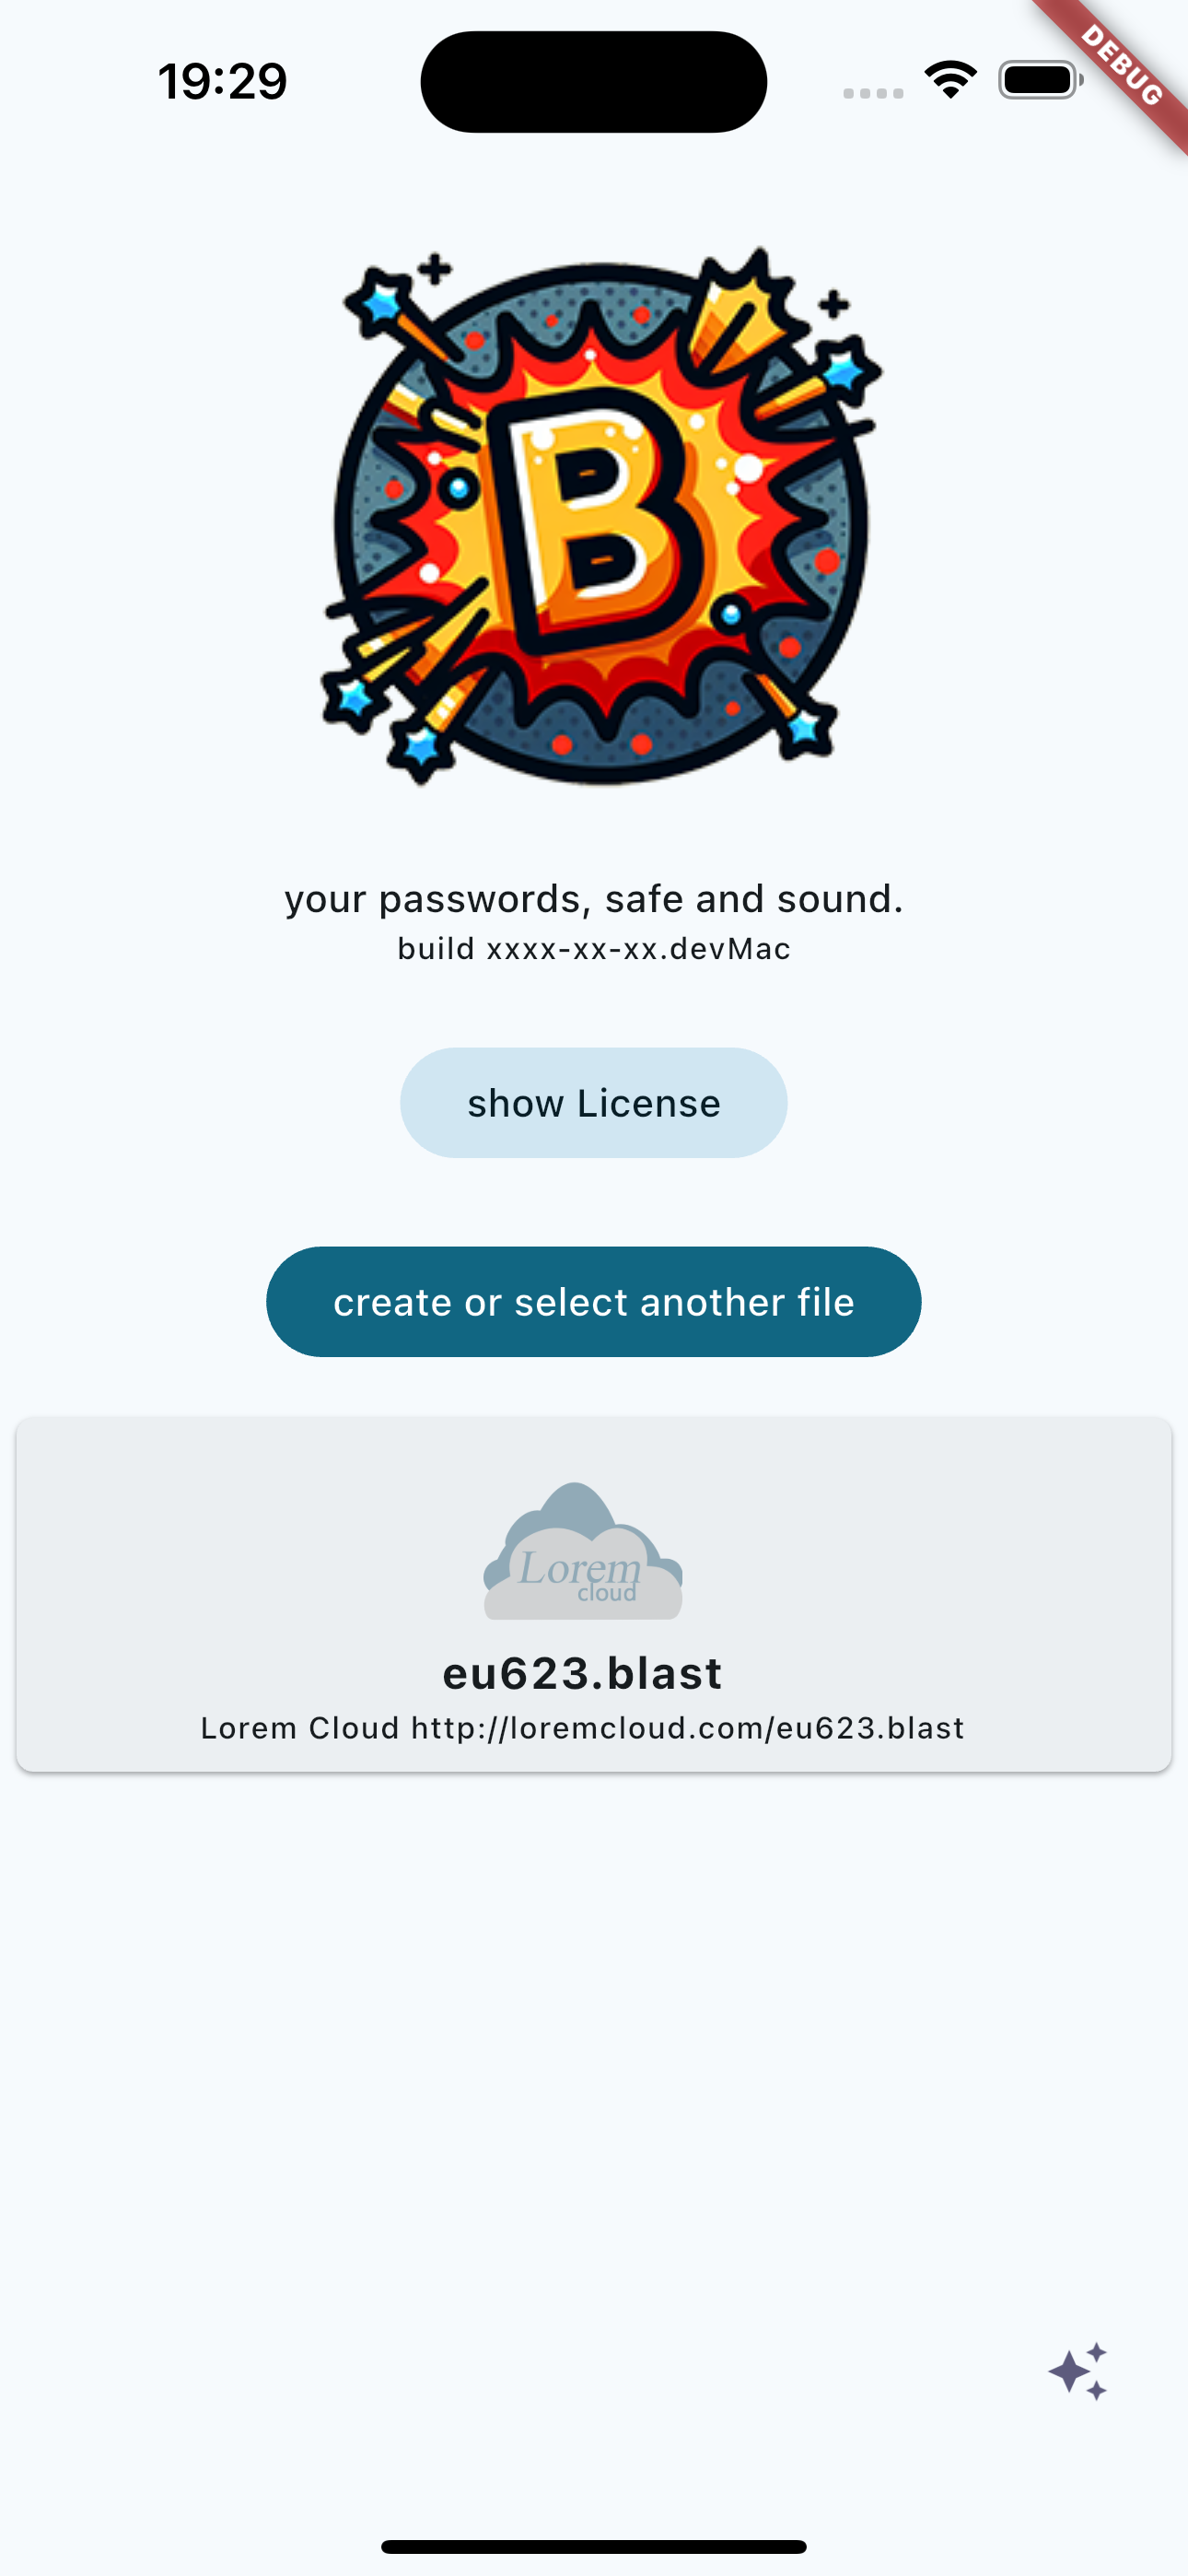 19:29
DEBUG
B
your passwords, safe and sound.
build xxxx-xx-xx.devMac
show License
create or select another file
Lorem
cloud
eu623.blast
Lorem Cloud http://loremcloud.com/eu623.blast